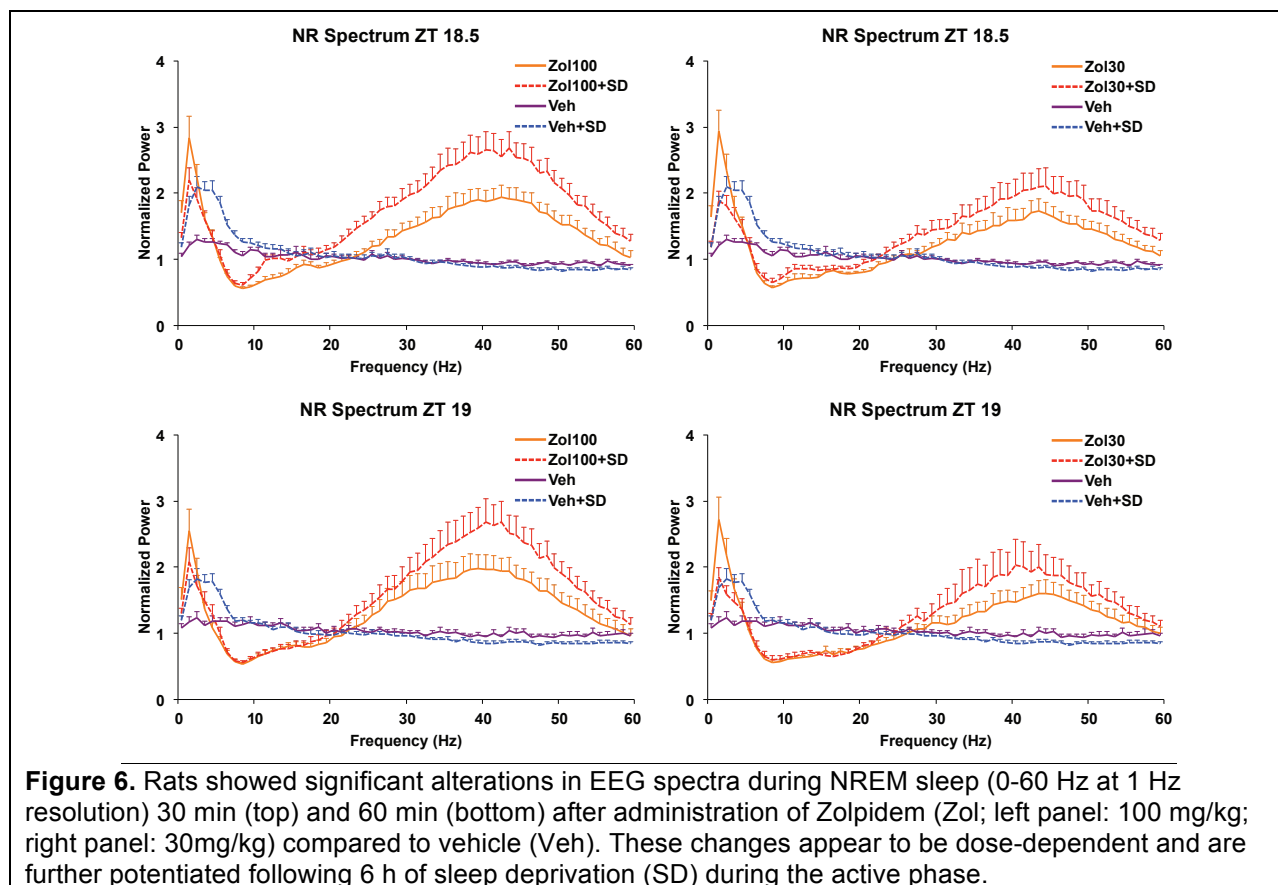 NR Spectrum ZT 18.5
Normalized Power
4
3
2
1
0
0 10 20 30 40 50 60
Frequency (Hz)
Zol100
Zol100+SD
Veh
Veh+SD
NR Spectrum ZT 18.5
Normalized Power
4
3
2
1
0
0 10 20 30 40 50 60
Frequency (Hz)
Zol30
Zol30+SD
Veh
Veh+SD
NR Spectrum ZT 19
Normalized Power
4
3
2
1
0
0 10 20 30 40 50 60
Frequency (Hz)
Zol100
Zol100+SD
Veh
Veh+SD
NR Spectrum ZT 19
Normalized Power
4
3
2
1
0
0 10 20 30 40 50 60
Frequency (Hz)
Zol30
Zol30+SD
Veh
Veh+SD
Figure 6. Rats showed significant alterations in EEG spectra during NREM sleep (0-60 Hz at 1 Hz
resolution) 30 min (top) and 60 min (bottom) after administration of Zolpidem (Zol; left panel: 100 mg/kg;
right panel: 30mg/kg) compared to vehicle (Veh). These changes appear to be dose-dependent and are
further potentiated following 6 h of sleep deprivation (SD) during the active phase.